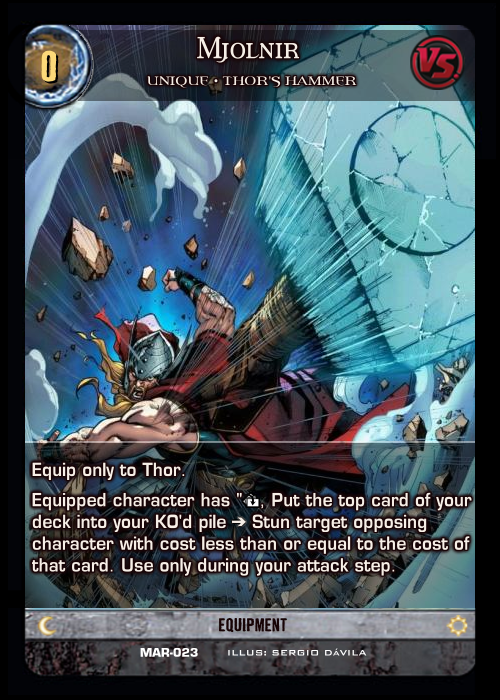 0
Mjolnir
UNIQUE • THOR'S HAMMER
VS
Equip only to Thor.
Equipped character has " , Put the top card of your
deck into your KO'd pile ➔ Stun target opposing
character with cost less than or equal to the cost of
that card. Use only during your attack step.
EQUIPMENT
MAR-023 ILLUS: SERGIO DÁVILA